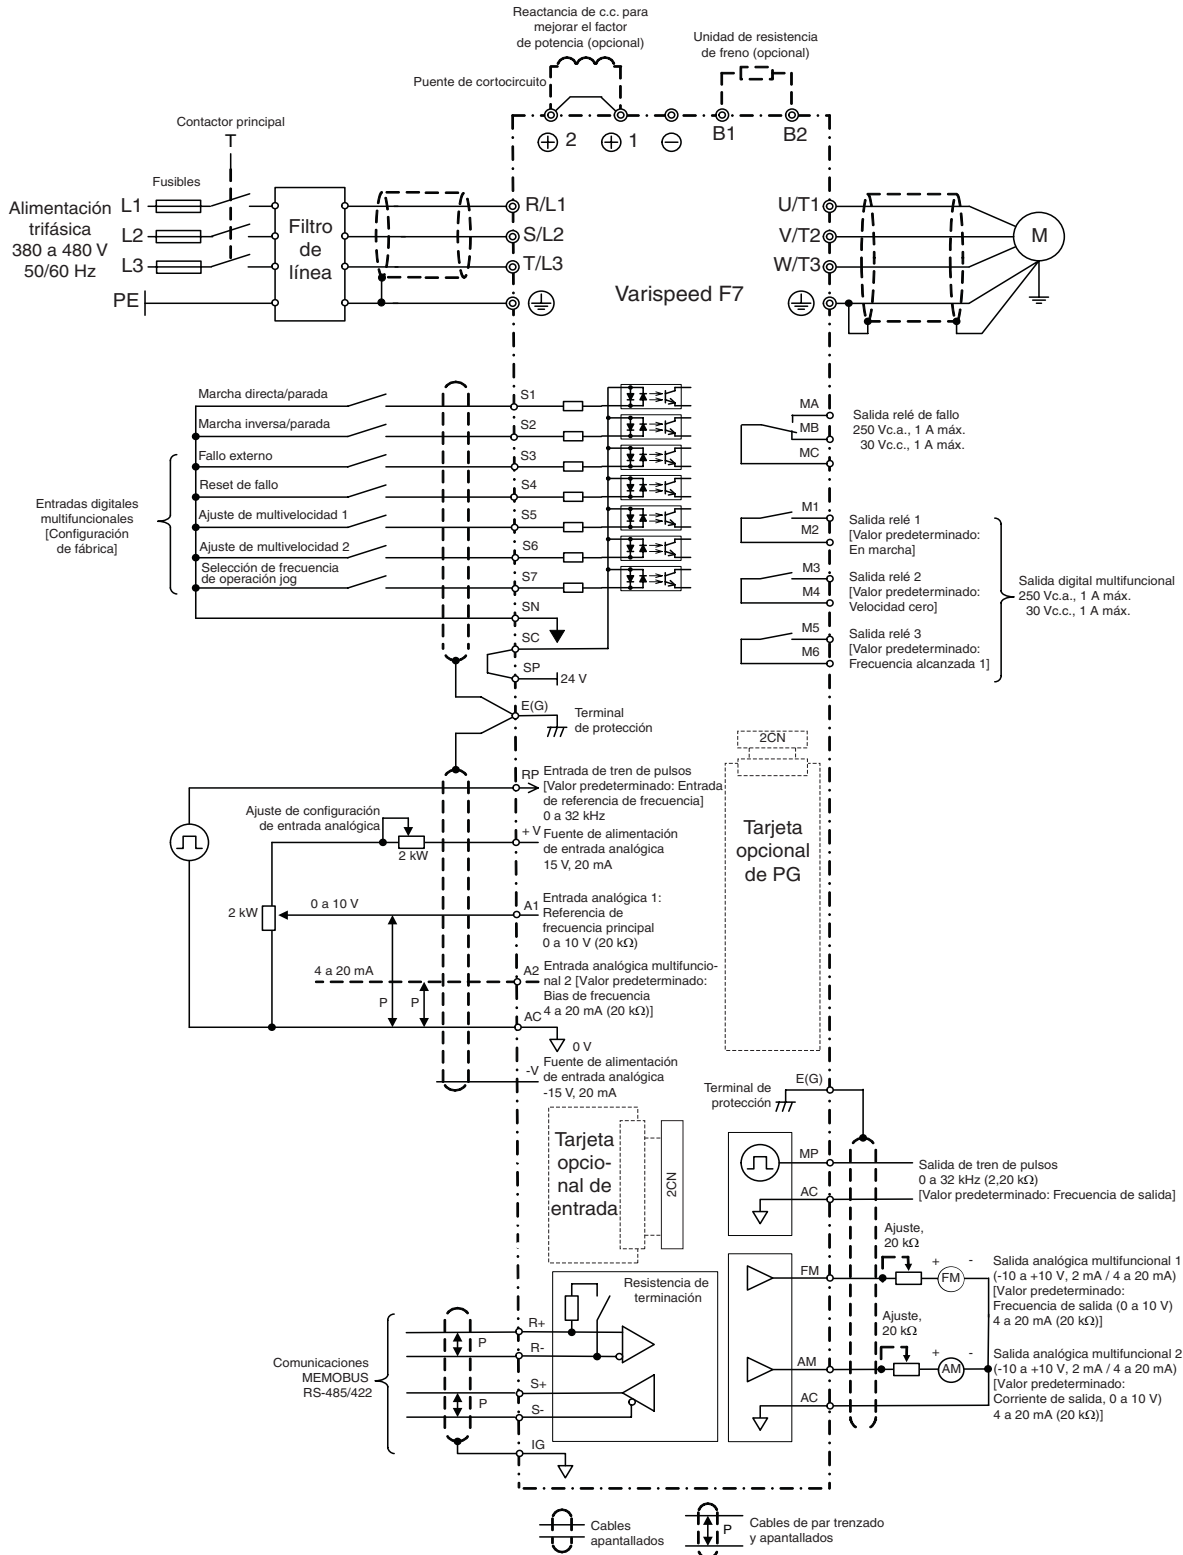 Reactancia de c.c. para
mejorar el factor
de potencia (opcional)
Unidad de resistencia
de freno (opcional)
Puente de cortocircuito
Contactor principal
2
1
B1
B2
Fusibles
Alimentación
trifásica
380 a 480 V
50/60 Hz
L1
L2
L3
PE
Filtro
de
línea
R/L1
S/L2
T/L3
Varispeed F7
U/T1
V/T2
W/T3
M
Marcha directa/parada
S1
Marcha inversa/parada
S2
Fallo externo
S3
Reset de fallo
S4
Ajuste de multivelocidad 1
S5
Ajuste de multivelocidad 2
S6
Selección de frecuencia
de operación jog
S7
Entradas digitales
multifuncionales
[Configuración
de fábrica]
SN
SC
SP
24 V
E(G)
Terminal
de protección
MA
MB
MC
Salida relé de fallo
250 Vc.a., 1 A máx.
30 Vc.c., 1 A máx.
M1
M2
Salida relé 1
[Valor predeterminado:
En marcha]
M3
M4
Salida relé 2
[Valor predeterminado:
Velocidad cero]
M5
M6
Salida relé 3
[Valor predeterminado:
Frecuencia alcanzada 1]
Salida digital multifuncional
250 Vc.a., 1 A máx.
30 Vc.c., 1 A máx.
2CN
Tarjeta
opcional
de PG
RP
Entrada de tren de pulsos
[Valor predeterminado: Entrada
de referencia de frecuencia]
0 a 32 kHz
Ajuste de configuración
de entrada analógica
2 kW
+ V
Fuente de alimentación
de entrada analógica
15 V, 20 mA
2 kW
0 a 10 V
A1
Entrada analógica 1:
Referencia de
frecuencia principal
0 a 10 V (20 kΩ)
4 a 20 mA
P
P
A2
Entrada analógica multifuncio-
nal 2 [Valor predeterminado:
Bias de frecuencia
4 a 20 mA (20 kΩ)]
AC
0 V
-V
Fuente de alimentación
de entrada analógica
-15 V, 20 mA
Terminal de
protección
E(G)
Tarjeta
opcio-
nal de
entrada
2CN
MP
AC
Salida de tren de pulsos
0 a 32 kHz (2,20 kΩ)
[Valor predeterminado: Frecuencia de salida]
Ajuste,
20 kΩ
FM
+
-
FM
Salida analógica multifuncional 1
(-10 a +10 V, 2 mA / 4 a 20 mA)
[Valor predeterminado:
Frecuencia de salida (0 a 10 V)
4 a 20 mA (20 kΩ)]
Ajuste,
20 kΩ
AM
+
-
AM
AC
Salida analógica multifuncional 2
(-10 a +10 V, 2 mA / 4 a 20 mA)
[Valor predeterminado:
Corriente de salida, 0 a 10 V)
4 a 20 mA (20 kΩ)]
Resistencia de
terminación
Comunicaciones
MEMOBUS
RS-485/422
P
P
R+
R-
S+
S-
IG
Cables
apantallados
P
Cables de par trenzado
y apantallados